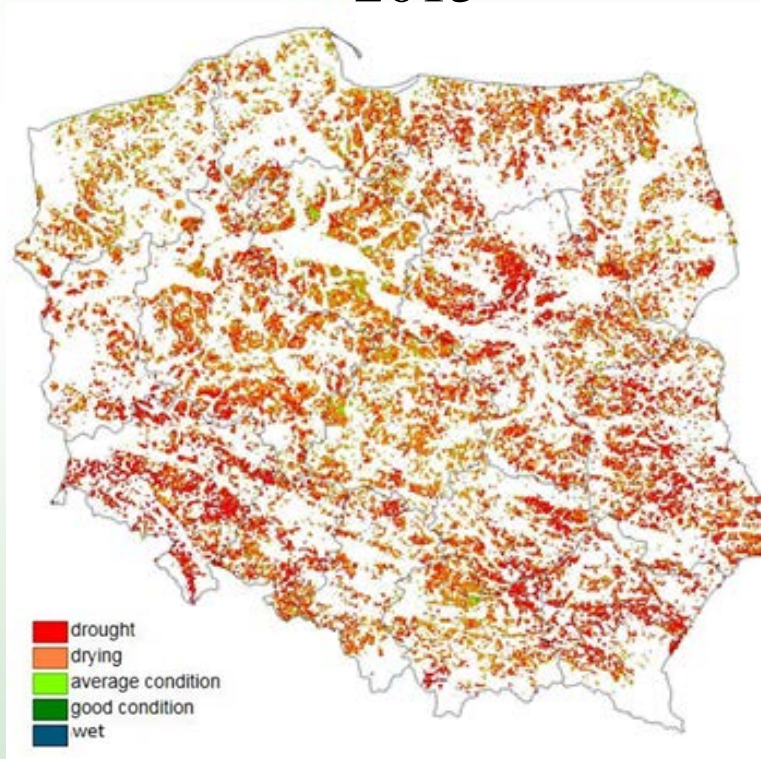 drought
drying
average condition
good condition
wet